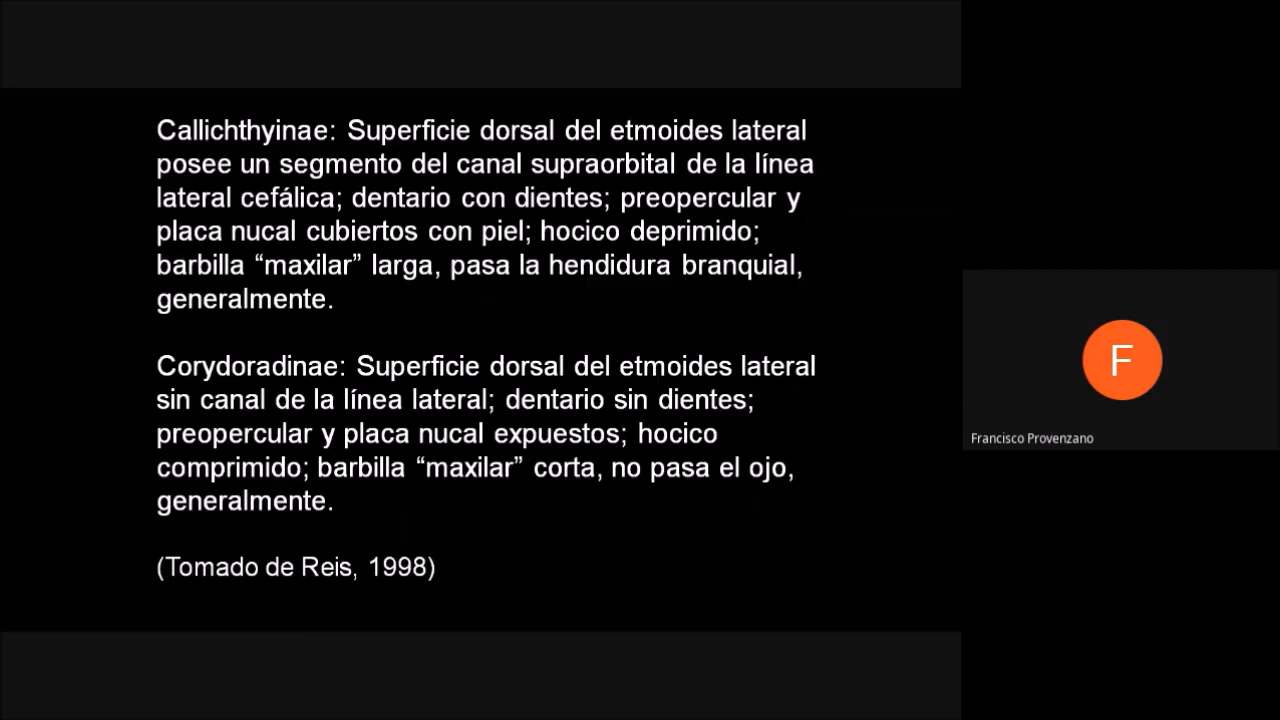 Callichthyinae: Superficie dorsal del etmoides lateral
posee un segmento del canal supraorbital de la línea
lateral cefálica; dentario con dientes; preopercular y
placa nucal cubiertos con piel; hocico deprimido;
barbilla “maxilar” larga, pasa la hendidura branquial,
generalmente.
Corydoradinae: Superficie dorsal del etmoides lateral
sin canal de la línea lateral; dentario sin dientes;
preopercular y placa nucal expuestos; hocico
comprimido; barbilla “maxilar” corta, no pasa el ojo,
generalmente.
(Tomado de Reis, 1998)
F
Francisco Provenzano